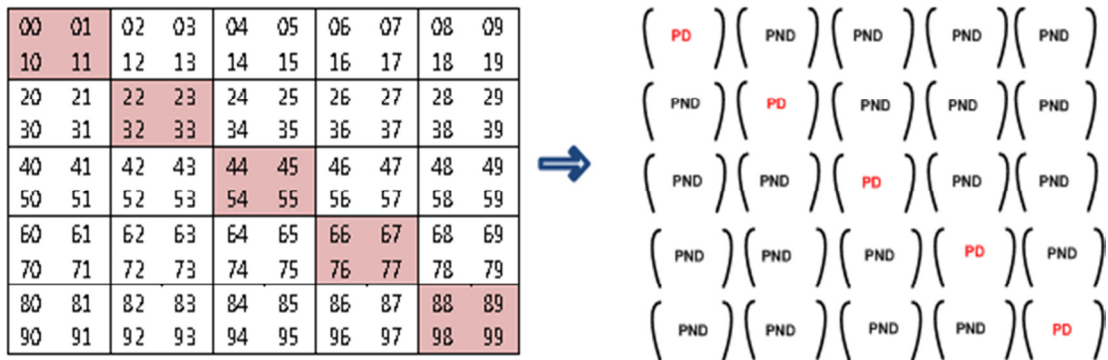 00 01 02 03 04 05 06 07 08 09
10 11 12 13 14 15 16 17 18 19
20 21 22 23 24 25 26 27 28 29
30 31 32 33 34 35 36 37 38 39
40 41 42 43 44 45 46 47 48 49
50 51 52 53 54 55 56 57 58 59
60 61 62 63 64 65 66 67 68 69
70 71 72 73 74 75 76 77 78 79
80 81 82 83 84 85 86 87 88 89
90 91 92 93 94 95 96 97 98 99
(PD) (PND) (PND) (PND) (PND)
(PND) (PD) (PND) (PND) (PND)
(PND) (PND) (PD) (PND) (PND)
(PND) (PND) (PND) (PD) (PND)
(PND) (PND) (PND) (PND) (PD)